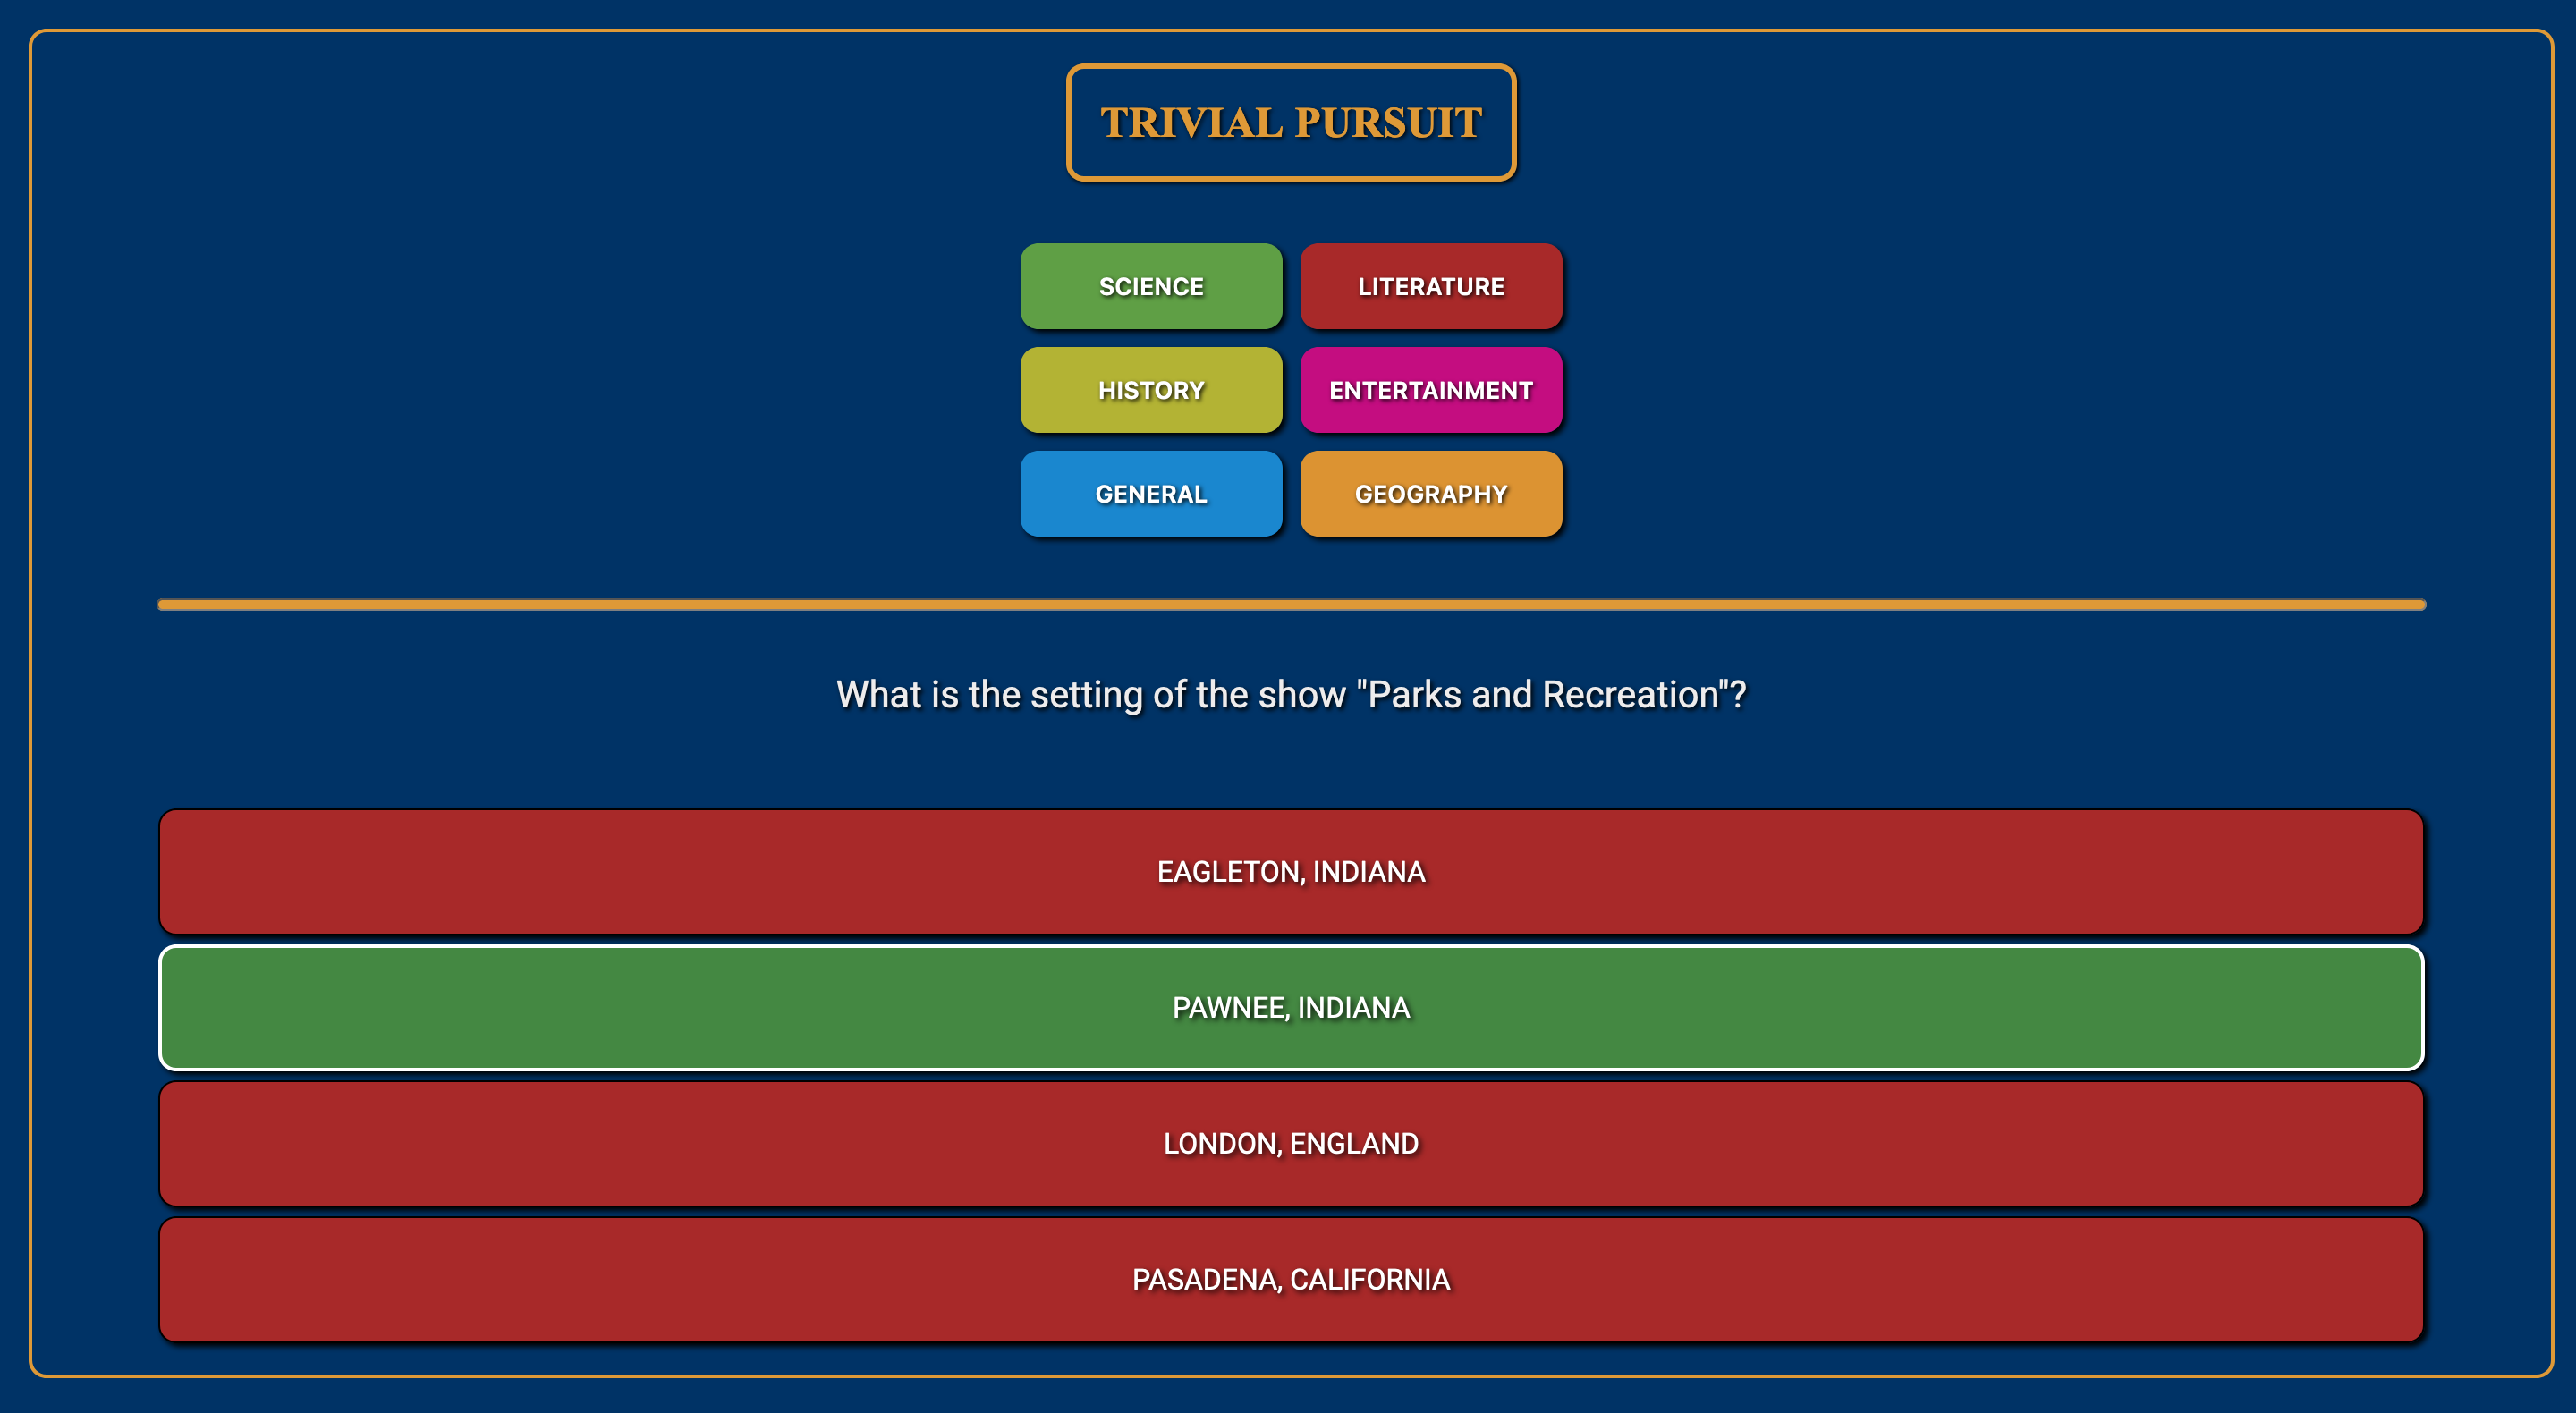 TRIVIAL PURSUIT
SCIENCE
LITERATURE
HISTORY
ENTERTAINMENT
GENERAL
GEOGRAPHY
What is the setting of the show "Parks and Recreation"?
EAGLETON, INDIANA
PAWNEE, INDIANA
LONDON, ENGLAND
PASADENA, CALIFORNIA